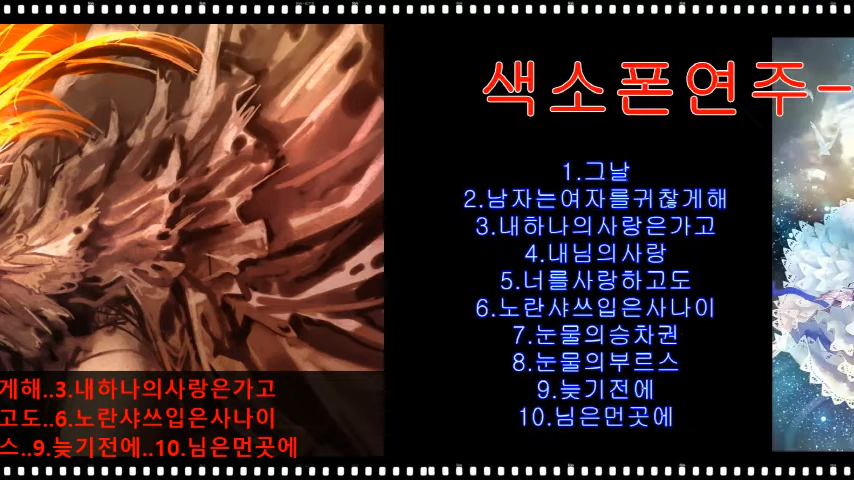 색소폰연주-
1.그날
2.남자는여자를귀찮게해
3.내하나의사랑은가고
4.내님의사랑
5.너를사랑하고도
6.노란샤쓰입은사나이
7.눈물의승차권
8.눈물의부르스
9.늦기전에
10.님은먼곳에
게해..3.내하나의사랑은가고
고도..6.노란샤쓰입은사나이
스..9.늦기전에..10.님은먼곳에